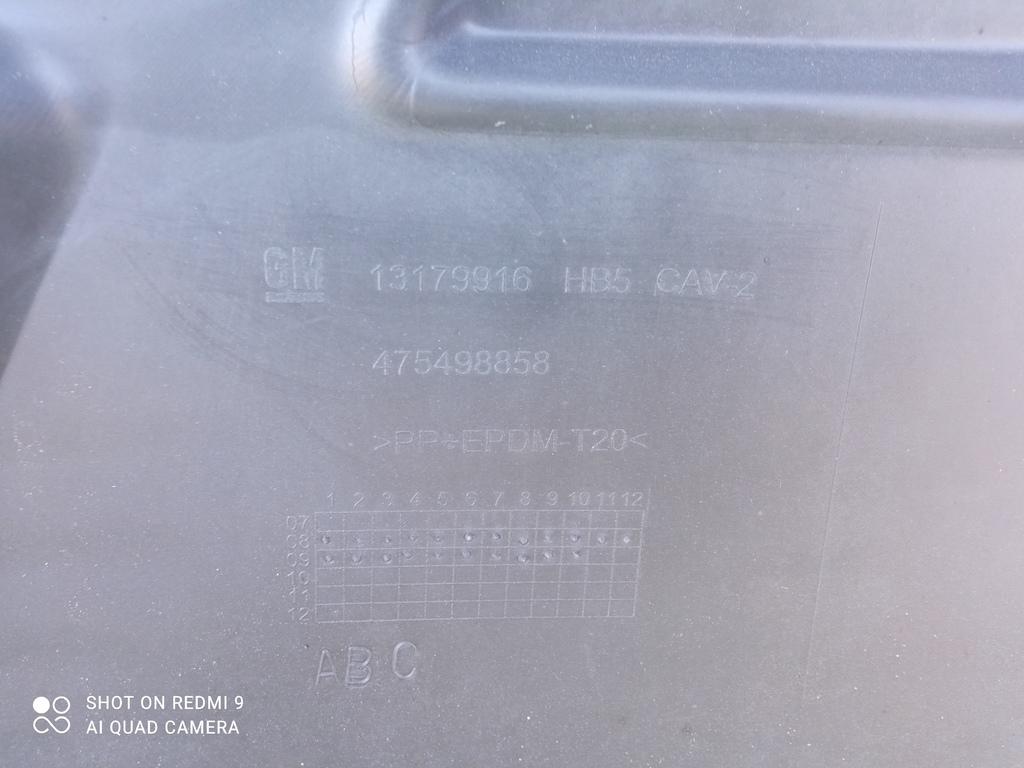 GM 13179916 HB5 CAV-2
475498858
>PP+EPDM-T20<
1 2 3 4 5 6 7 8 9 10 11 12
07
08
09
10
11
12
ABC
SHOT ON REDMI 9
AI QUAD CAMERA